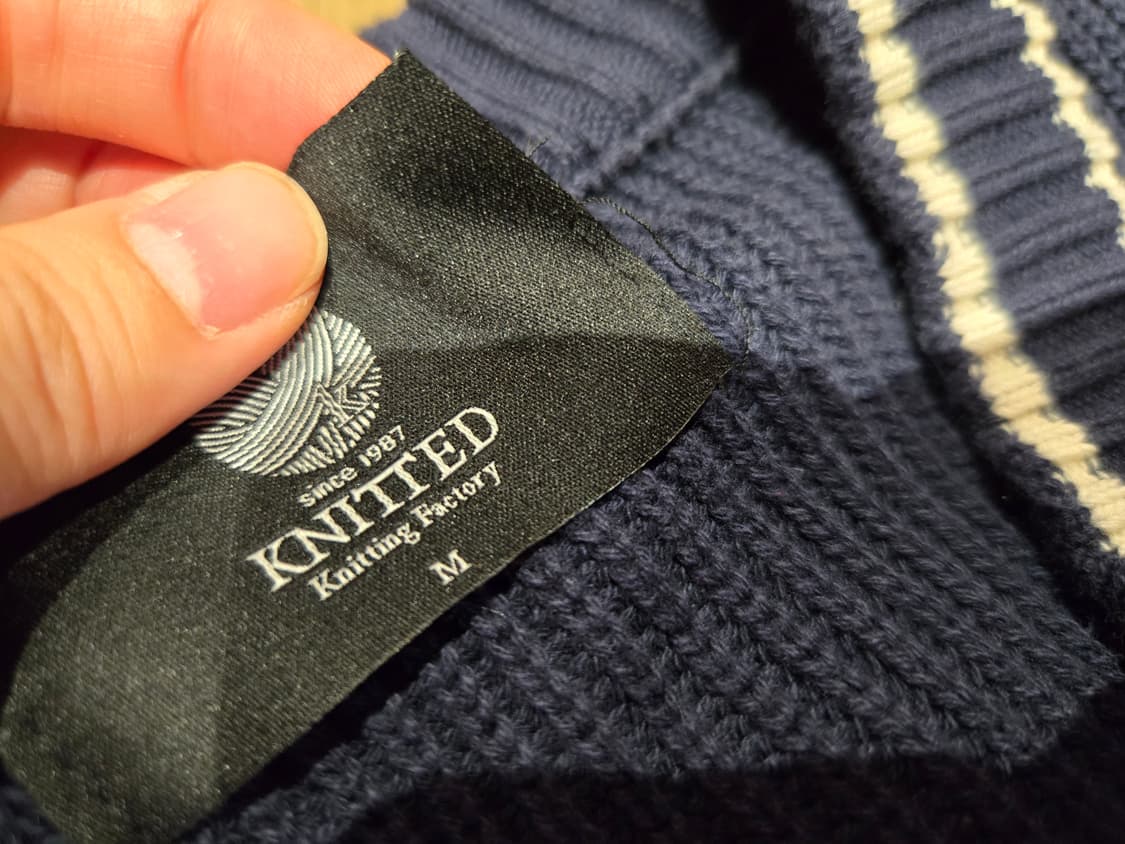 K
since 1987
KNITTED
Knitting Factory
M